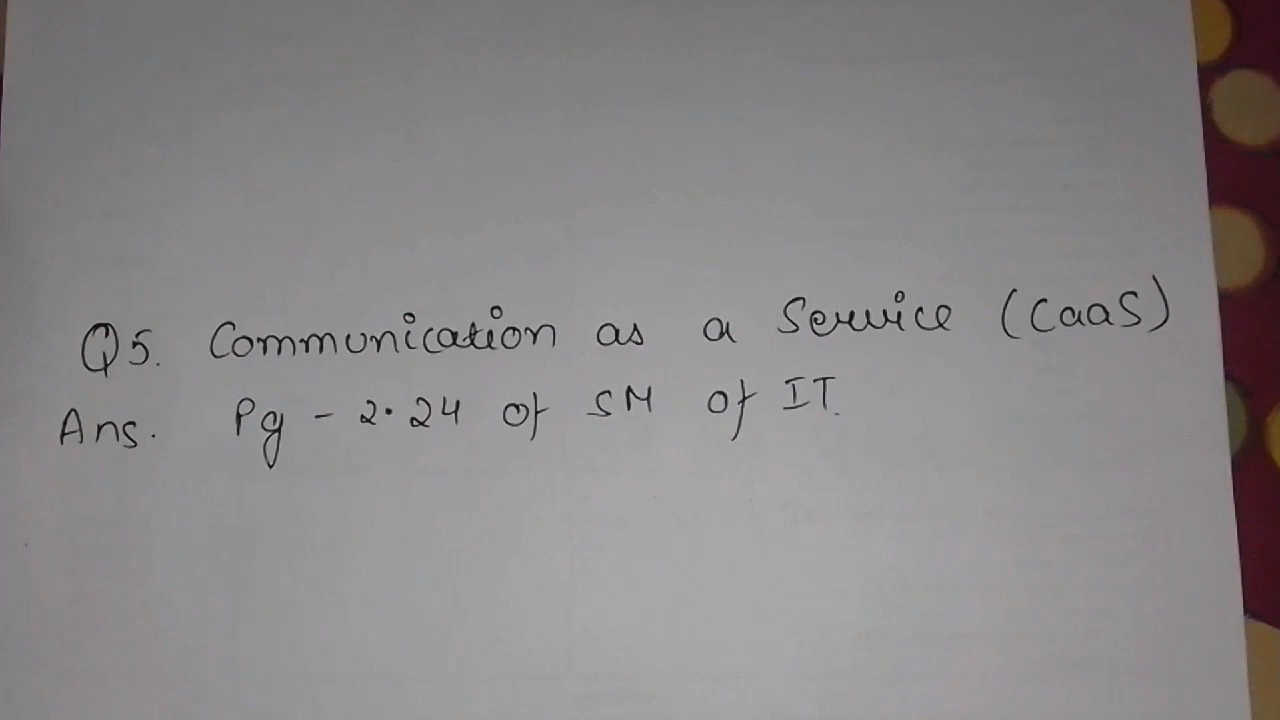 Q5. Communication as a Service (CaaS)
Ans. Pg - 2.24 of SM of IT.